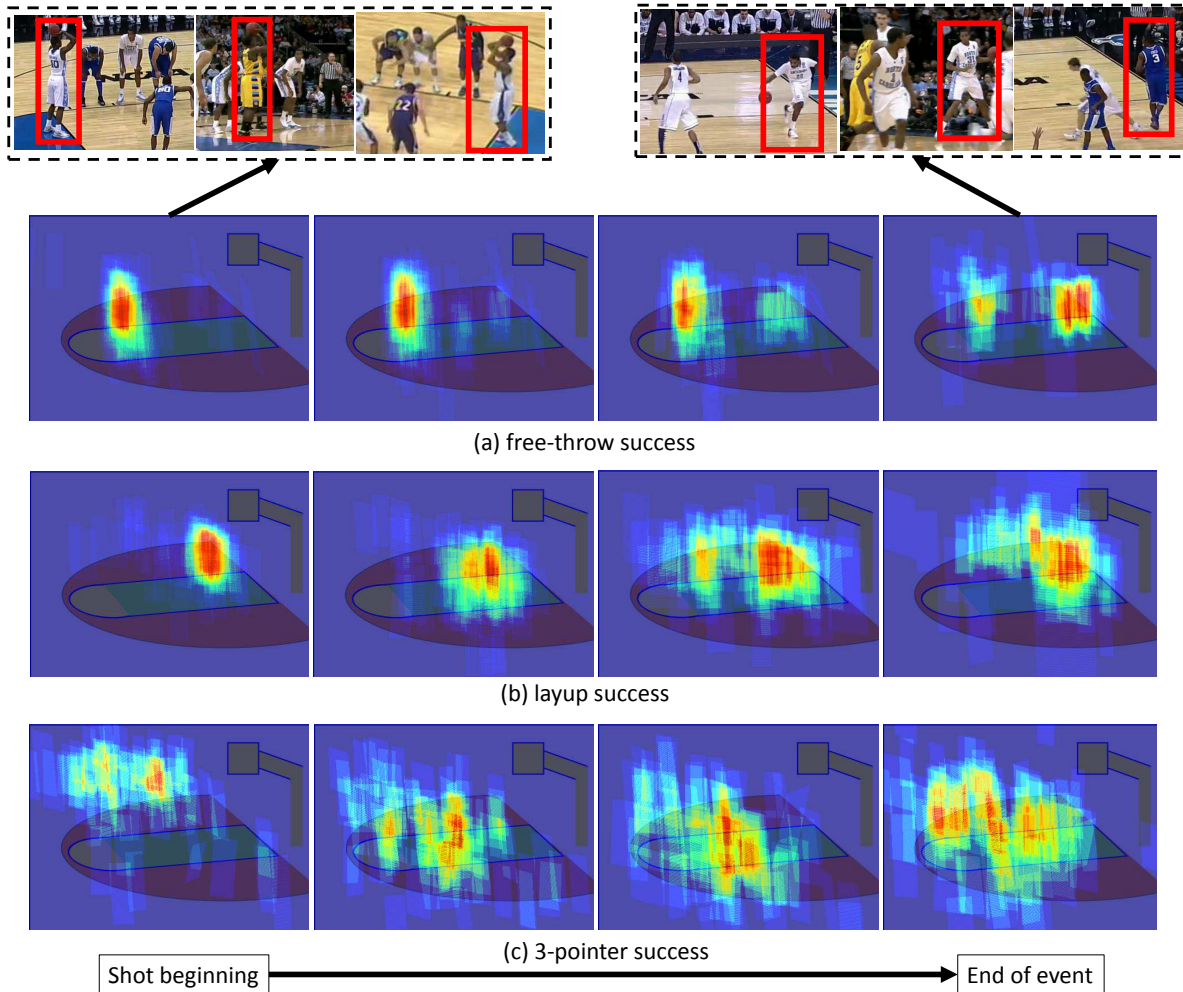 (a) free-throw success
(b) layup success
(c) 3-pointer success
Shot beginning
End of event